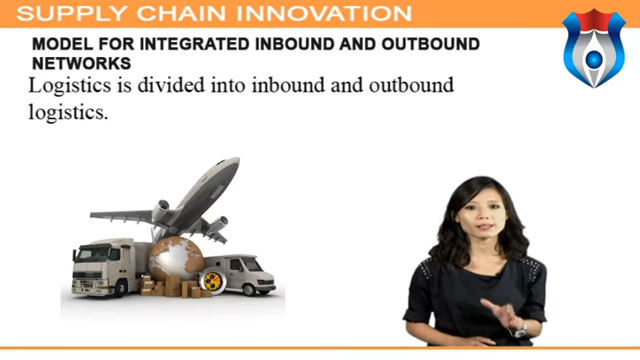 SUPPLY CHAIN INNOVATION
MODEL FOR INTEGRATED INBOUND AND OUTBOUND
NETWORKS
Logistics is divided into inbound and outbound
logistics.